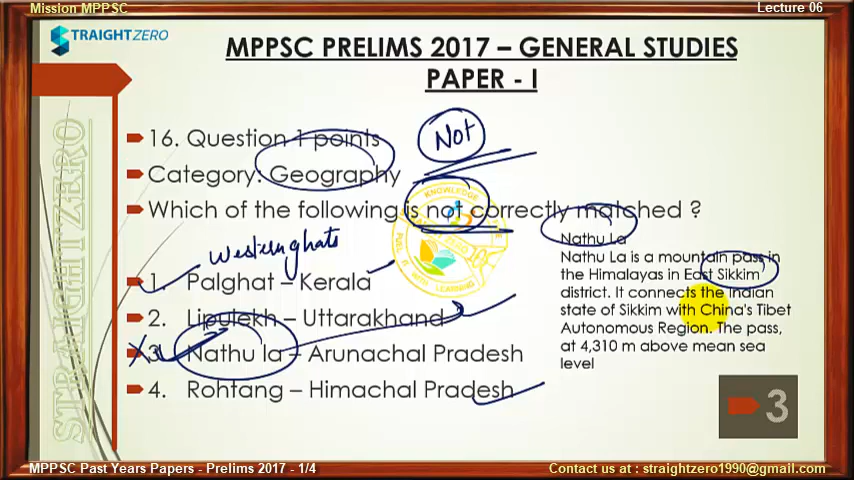 Mission MPPSC
Lecture 06
STRAIGHTZERO
MPPSC PRELIMS 2017 – GENERAL STUDIES
PAPER - I
16. Question 1 points
Not
Category: Geography
KNOWLEDGE
Which of the following is not correctly matched ?
Western ghats
LEARNING
1. Palghat – Kerala
2. Lipulekh – Uttarakhand
3. Nathu la – Arunachal Pradesh
4. Rohtang – Himachal Pradesh
Nathu La
Nathu La is a mountain pass in
the Himalayas in East Sikkim
district. It connects the Indian
state of Sikkim with China's Tibet
Autonomous Region. The pass,
at 4,310 m above mean sea
level
3
STRAIGHTZERO
MPPSC Past Years Papers - Prelims 2017 - 1/4
Contact us at : straightzero1990@gmail.com